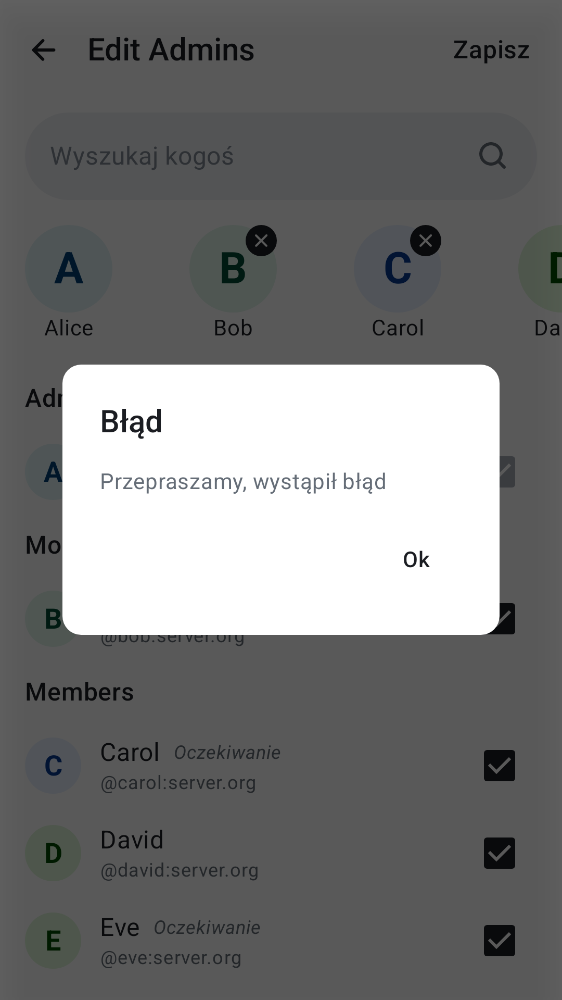 Edit Admins
Zapisz
Wyszukaj kogoś
A
B
C
Alice
Bob
Carol
Da
Błąd
Przepraszamy, wystąpił błąd
Ok
A
Mo
B
@bob:server.org
Members
C
Carol Oczekiwanie
@carol:server.org
D
David
@david:server.org
E
Eve Oczekiwanie
@eve:server.org